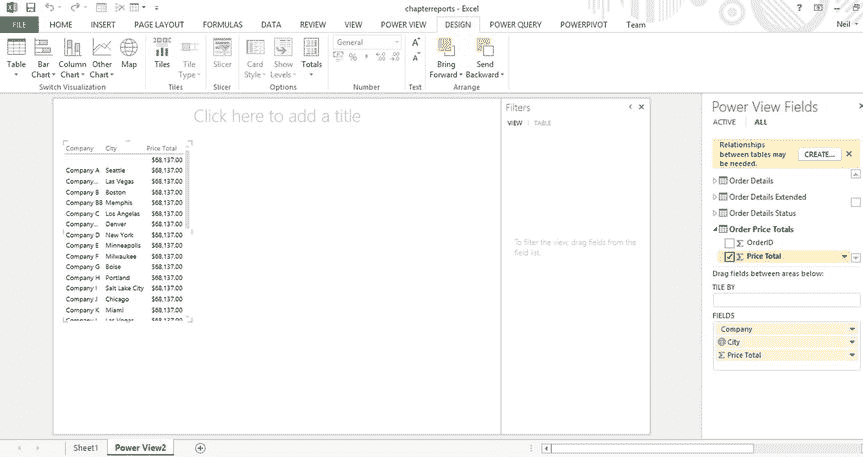 chapterreports - Excel
FILE HOME INSERT PAGE LAYOUT FORMULAS DATA REVIEW VIEW POWER VIEW DESIGN POWER QUERY POWERPIVOT Team Neil
General
Table Bar Chart Column Chart Other Chart Map Tiles Tile Type Slicer Card Style Show Levels Totals Bring Forward Send Backward
Switch Visualization Tiles Slicer Options Number Text Arrange
Click here to add a title
Company City Price Total
$68,137.00
Company A Seattle $68,137.00
Company... Las Vegas $68,137.00
Company B Boston $68,137.00
Company BB Memphis $68,137.00
Company C Los Angelas $68,137.00
Company... Denver $68,137.00
Company D New York $68,137.00
Company E Minneapolis $68,137.00
Company F Milwaukee $68,137.00
Company G Boise $68,137.00
Company H Portland $68,137.00
Company I Salt Lake City $68,137.00
Company J Chicago $68,137.00
Company K Miami $68,137.00
Las Vegas $68,137.00
Filters
VIEW | TABLE
To filter the view, drag fields from the
field list.
Power View Fields
ACTIVE ALL
Relationships
between tables may
be needed.
CREATE...
Order Details
Order Details Extended
Order Details Status
Order Price Totals
Σ OrderID
Σ Price Total
Drag fields between areas below:
TILE BY
FIELDS
Company
City
Σ Price Total
Sheet1 Power View2